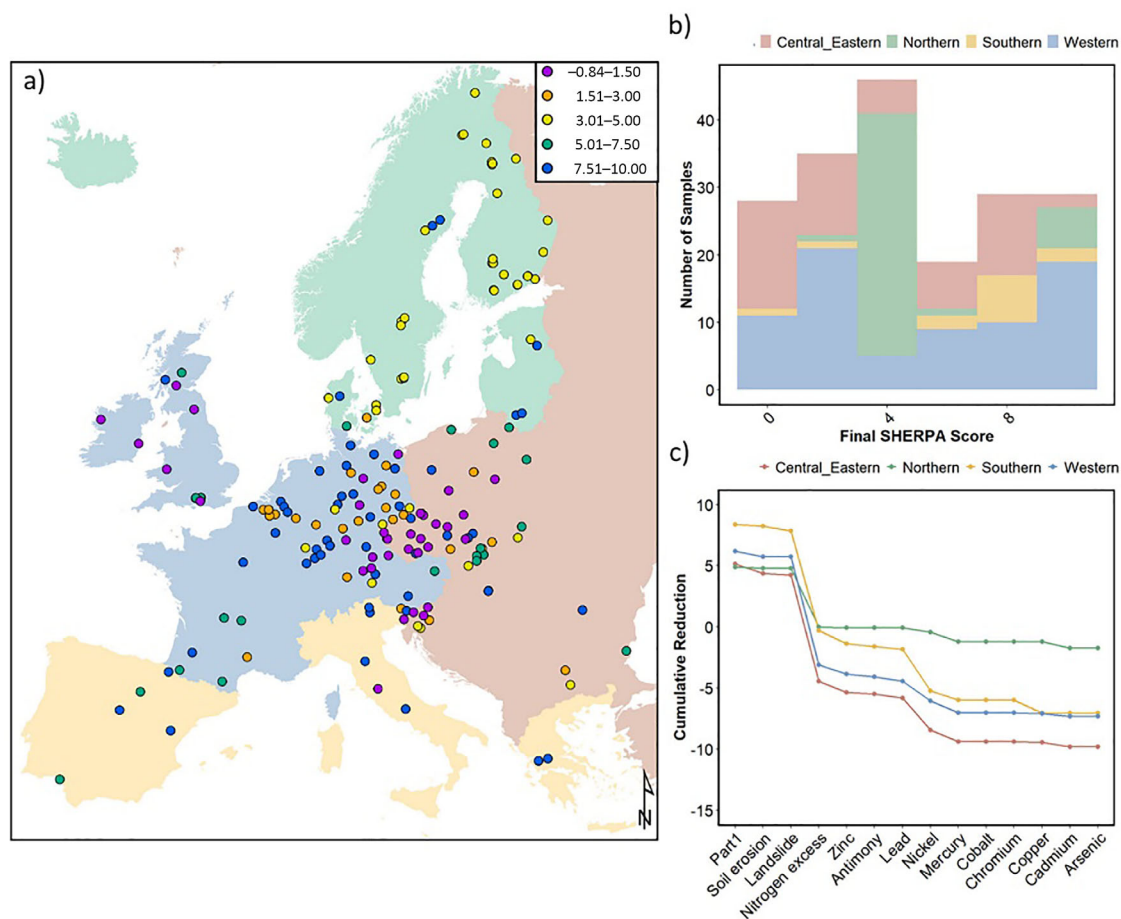 a)
−0.84–1.50
1.51–3.00
3.01–5.00
5.01–7.50
7.51–10.00
N
b)
Central_Eastern Northern Southern Western
Number of Samples
40
30
20
10
0
0 4 8
Final SHERPA Score
c)
Central_Eastern Northern Southern Western
Cumulative Reduction
10
5
0
-5
-10
-15
Part1
Soil erosion
Landslide
Nitrogen excess
Zinc
Antimony
Lead
Nickel
Mercury
Cobalt
Chromium
Copper
Cadmium
Arsenic